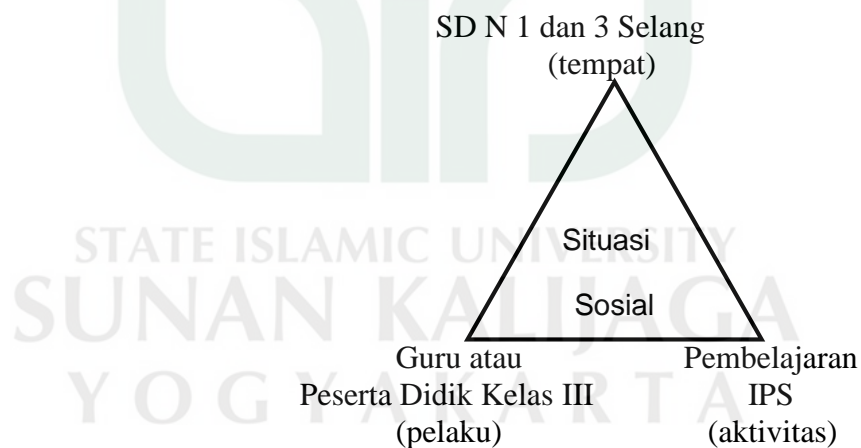 SD N 1 dan 3 Selang
(tempat)
STATE ISLAMIC UNIVERSITY
SUNAN KALIJAGA
YOGYAKARTA
Situasi
Sosial
Guru atau
Peserta Didik Kelas III
(pelaku)
Pembelajaran
IPS
(aktivitas)